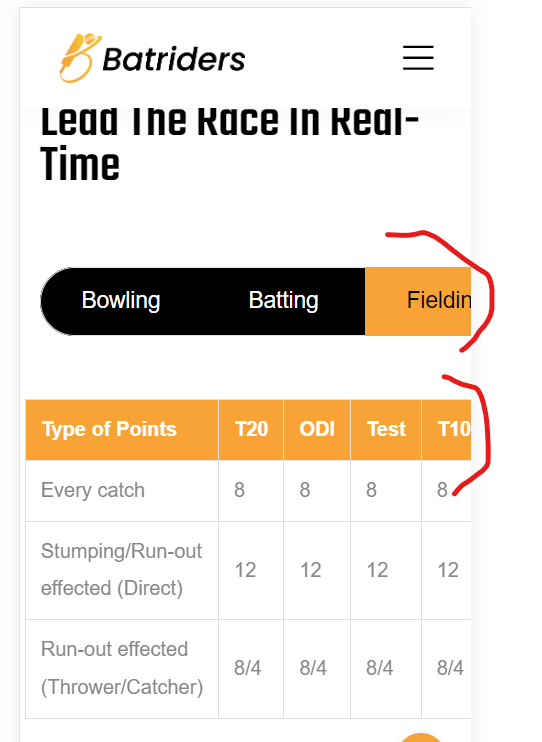 Batriders
Lead The Race In Real-
Time
Bowling Batting Fieldin
Type of Points T20 ODI Test T10
Every catch 8 8 8 8
Stumping/Run-out
effected (Direct) 12 12 12 12
Run-out effected
(Thrower/Catcher) 8/4 8/4 8/4 8/4